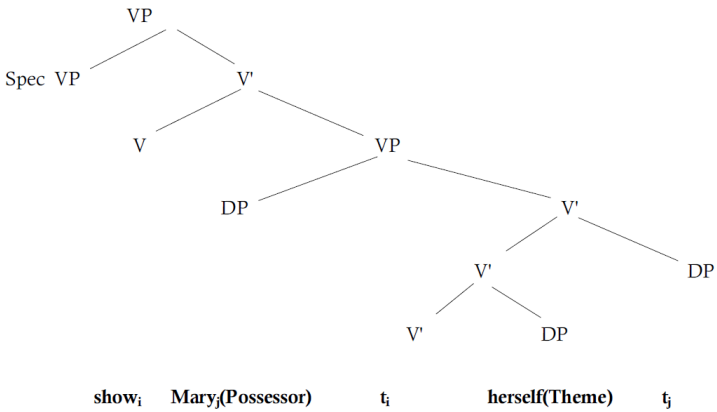 VP
Spec VP V'
V VP
DP V'
V' DP
V' DP
showᵢ Maryⱼ(Possessor) tᵢ herself(Theme) tⱼ